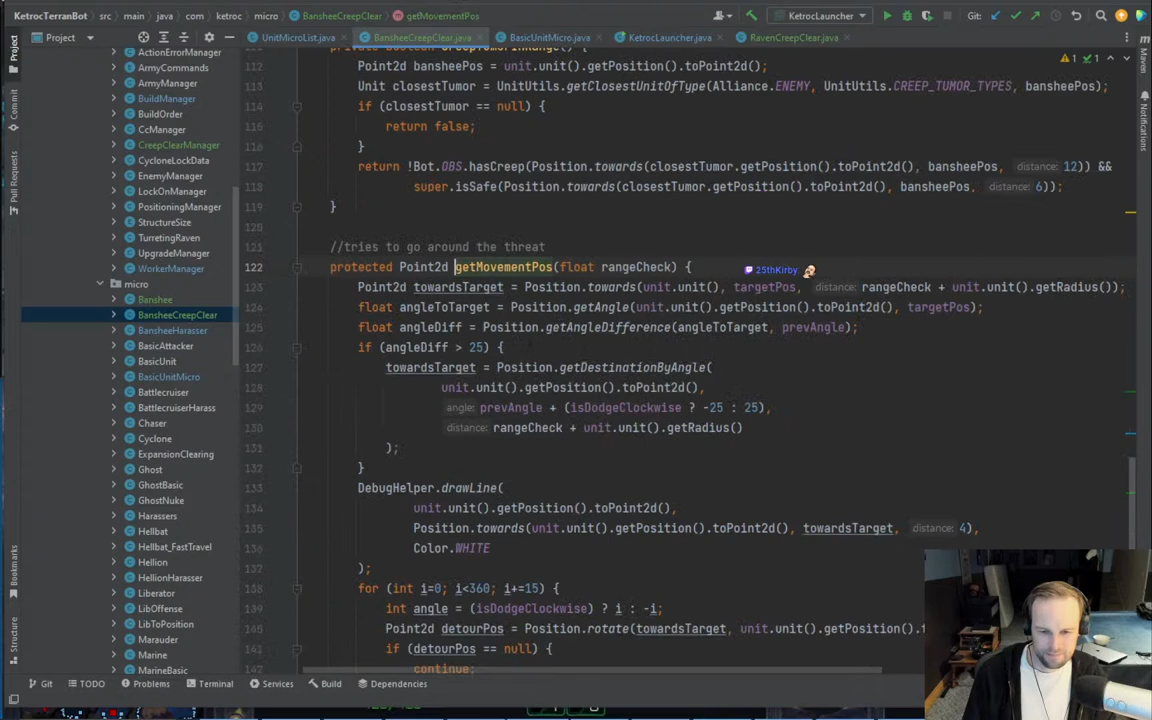 KetrocTerranBot
src
main
java
com
ketroc
micro
BansheeCreepClear
getMovementPos
KetrocLauncher
Git:
Project
UnitMicroList.java
BansheeCreepClear.java
BasicUnitMicro.java
KetrocLauncher.java
RavenCreepClear.java
Project
Commit
Pull Requests
Bookmarks
Structure
Maven
Notifications
ActionErrorManager
ArmyCommands
ArmyManager
BuildManager
BuildOrder
CcManager
CreepClearManager
CycloneLockData
EnemyManager
LockOnManager
PositioningManager
StructureSize
TurretingRaven
UpgradeManager
WorkerManager
micro
Banshee
BansheeCreepClear
BansheeHarasser
BasicAttacker
BasicUnit
BasicUnitMicro
Battlecruiser
BattlecruiserHarass
Chaser
Cyclone
ExpansionClearing
Ghost
GhostBasic
GhostNuke
Harassers
Hellbat
Hellbat_FastTravel
Hellion
HellionHarasser
Liberator
LibOffense
LibToPosition
Marauder
Marine
MarineBasic
1 1
112 Point2d bansheePos = unit.unit().getPosition().toPoint2d();
113 Unit closestTumor = UnitUtils.getClosestUnitOfType(Alliance.ENEMY, UnitUtils.CREEP_TUMOR_TYPES, bansheePos);
114 if (closestTumor == null) {
115 return false;
116 }
117 return !Bot.OBS.hasCreep(Position.towards(closestTumor.getPosition().toPoint2d(), bansheePos, distance: 12)) &&
118 super.isSafe(Position.towards(closestTumor.getPosition().toPoint2d(), bansheePos, distance: 6));
119 }
120
121 //tries to go around the threat
122 protected Point2d getMovementPos(float rangeCheck) { 25thKirby
123 Point2d towardsTarget = Position.towards(unit.unit(), targetPos, distance: rangeCheck + unit.unit().getRadius());
124 float angleToTarget = Position.getAngle(unit.unit().getPosition().toPoint2d(), targetPos);
125 float angleDiff = Position.getAngleDifference(angleToTarget, prevAngle);
126 if (angleDiff > 25) {
127 towardsTarget = Position.getDestinationByAngle(
128 unit.unit().getPosition().toPoint2d(),
129 angle: prevAngle + (isDodgeClockwise ? -25 : 25),
130 distance: rangeCheck + unit.unit().getRadius()
131 );
132 }
133 DebugHelper.drawLine(
134 unit.unit().getPosition().toPoint2d(),
135 Position.towards(unit.unit().getPosition().toPoint2d(), towardsTarget, distance: 4),
136 Color.WHITE
137 );
138 for (int i=0; i<360; i+=15) {
139 int angle = (isDodgeClockwise) ? i : -i;
Point2d detourPos = Position.rotate(towardsTarget, unit.unit().getPosition().t
141 if (detourPos == null) {
continue;
Git
TODO
Problems
Terminal
Services
Build
Dependencies